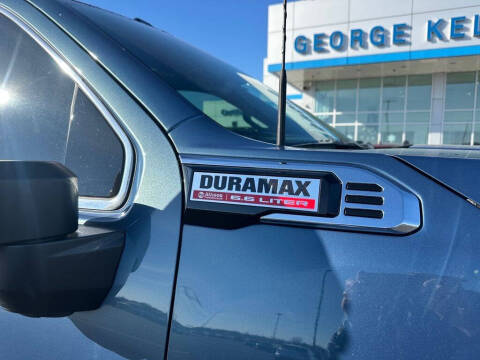 GEORGE KEL
DURAMAX
Allison
6.6 LITER